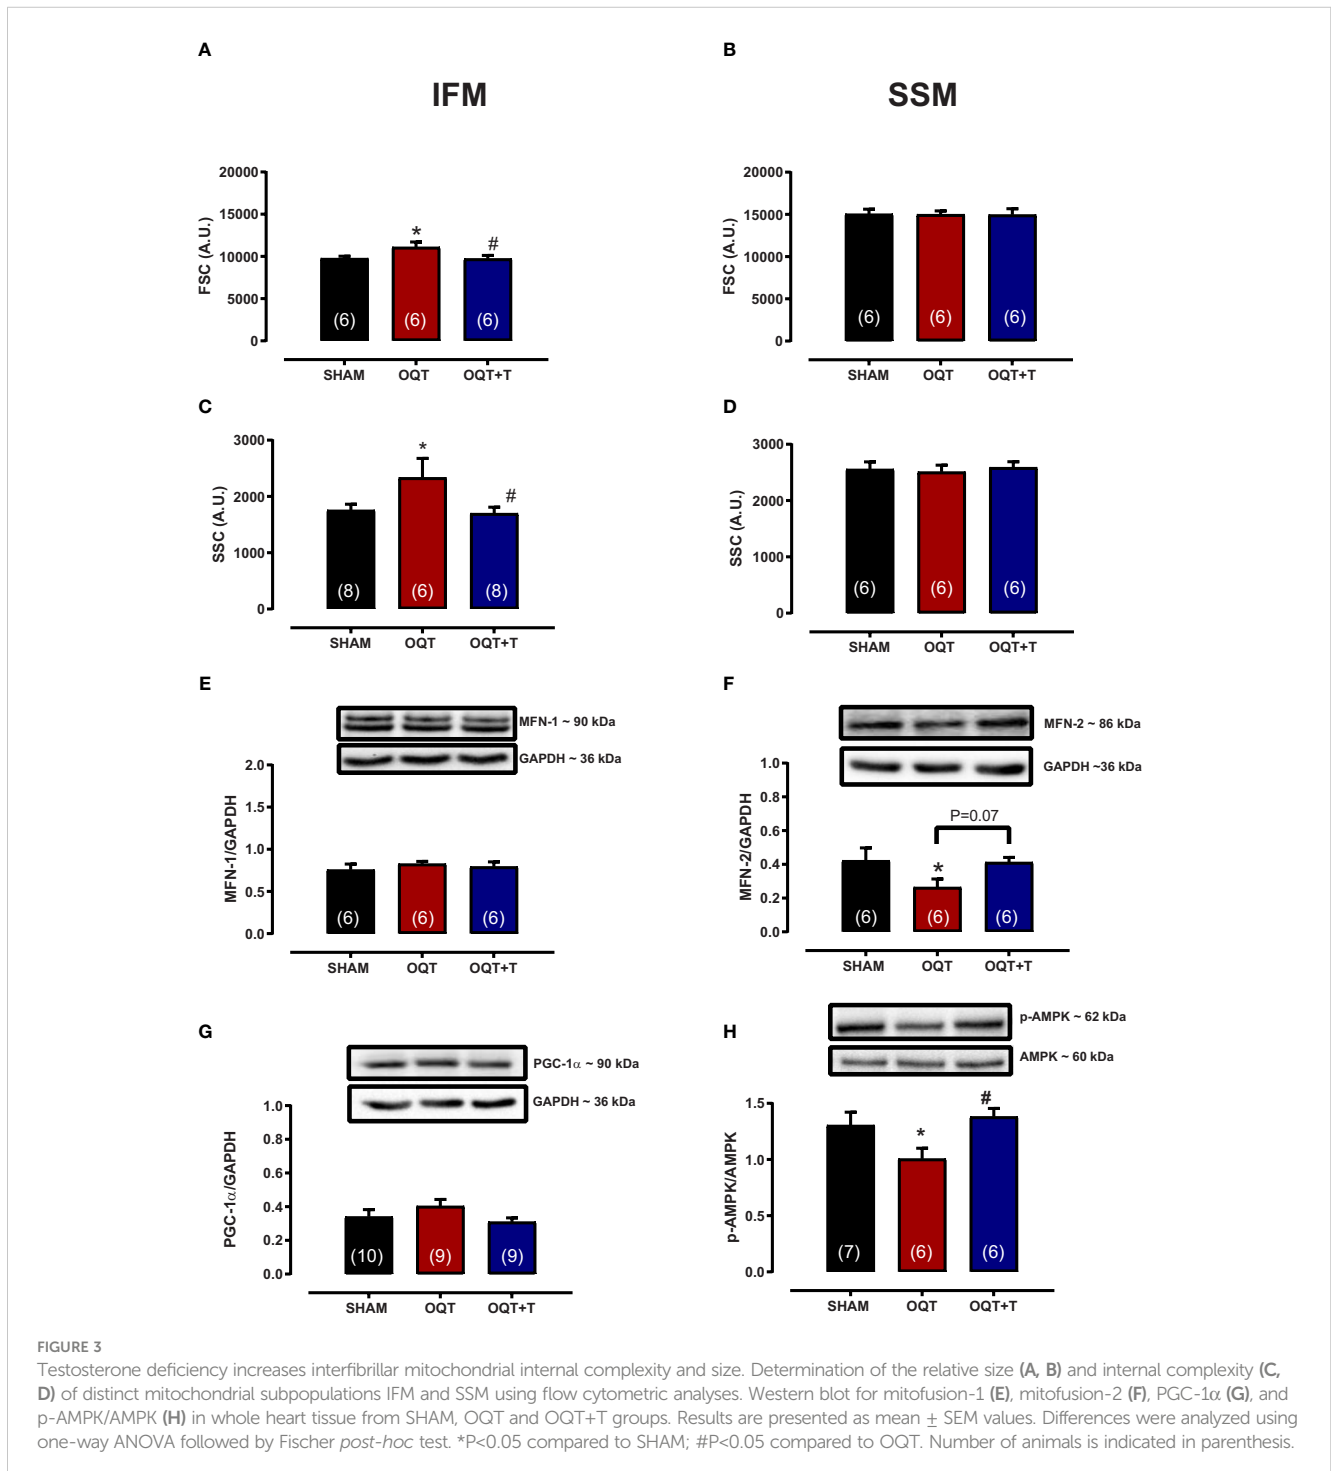 A
B
IFM
SSM
20000
15000
10000
5000
0
FSC (A.U.)
*
#
(6)
(6)
(6)
SHAM
OQT
OQT+T
20000
15000
10000
5000
0
FSC (A.U.)
(6)
(6)
(6)
SHAM
OQT
OQT+T
C
D
3000
2000
1000
0
SSC (A.U.)
*
#
(8)
(6)
(8)
SHAM
OQT
OQT+T
3000
2000
1000
0
SSC (A.U.)
(6)
(6)
(6)
SHAM
OQT
OQT+T
E
MFN-1 ~ 90 kDa
GAPDH ~ 36 kDa
2.0
1.5
1.0
0.5
0.0
MFN-1/GAPDH
(6)
(6)
(6)
SHAM
OQT
OQT+T
F
MFN-2 ~ 86 kDa
GAPDH ~36 kDa
1.0
0.8
0.6
0.4
0.2
0.0
MFN-2/GAPDH
P=0.07
*
(6)
(6)
(6)
SHAM
OQT
OQT+T
G
PGC-1α ~ 90 kDa
GAPDH ~ 36 kDa
1.0
0.8
0.6
0.4
0.2
0.0
PGC-1α/GAPDH
(10)
(9)
(9)
SHAM
OQT
OQT+T
H
p-AMPK ~ 62 kDa
AMPK ~ 60 kDa
1.5
1.0
0.5
0.0
p-AMPK/AMPK
*
#
(7)
(6)
(6)
SHAM
OQT
OQT+T
FIGURE 3
Testosterone deficiency increases interfibrillar mitochondrial internal complexity and size. Determination of the relative size (A, B) and internal complexity (C,
D) of distinct mitochondrial subpopulations IFM and SSM using flow cytometric analyses. Western blot for mitofusion-1 (E), mitofusion-2 (F), PGC-1α (G), and
p-AMPK/AMPK (H) in whole heart tissue from SHAM, OQT and OQT+T groups. Results are presented as mean ± SEM values. Differences were analyzed using
one-way ANOVA followed by Fischer post-hoc test. *P<0.05 compared to SHAM; #P<0.05 compared to OQT. Number of animals is indicated in parenthesis.